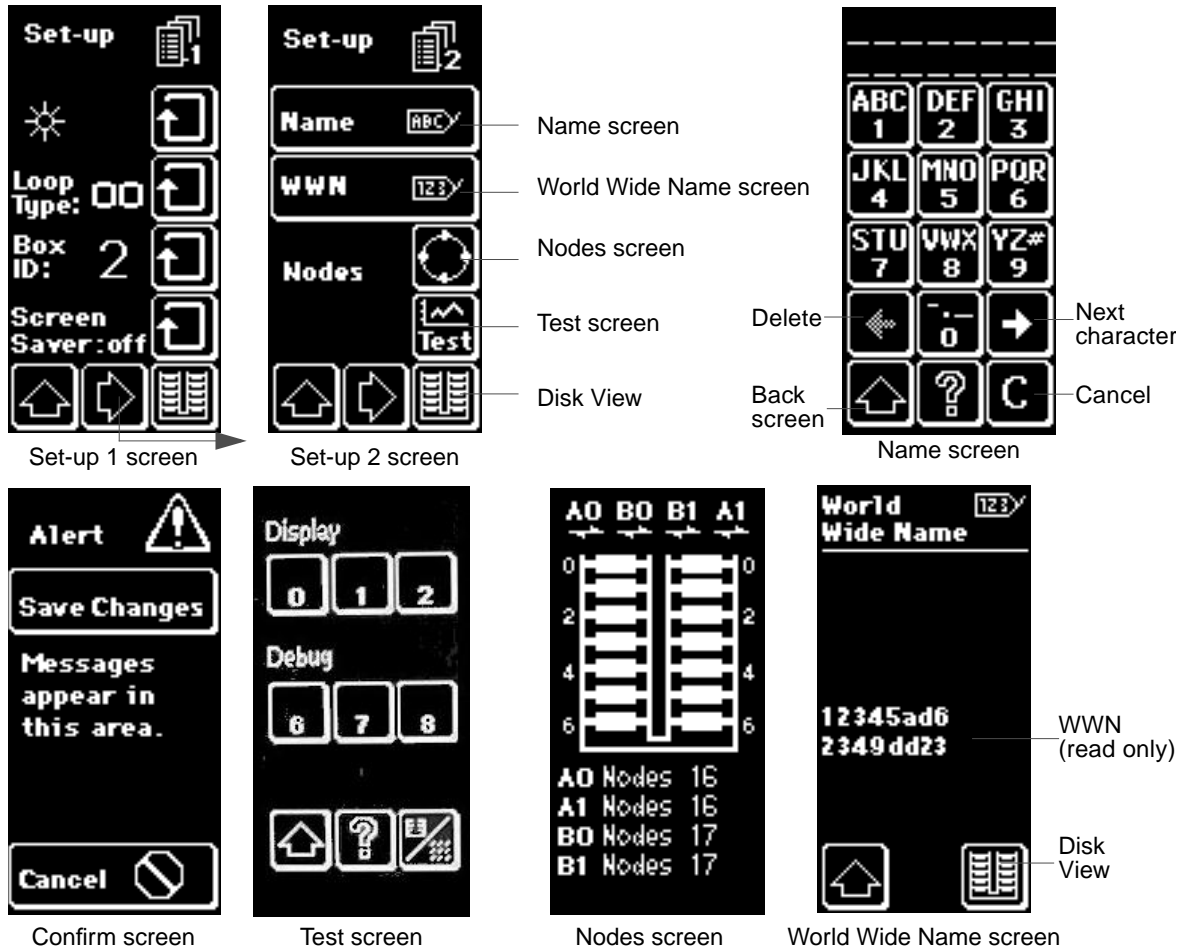 Set-up
1
Loop
Type:
Box
ID: 2
Screen
Saver:off
Set-up 1 screen
Set-up
2
Name ABC
WWN 123
Nodes
Test
Set-up 2 screen
Name screen
World Wide Name screen
Nodes screen
Test screen
Disk View
ABC DEF GHI
1 2 3
JKL MNO PQR
4 5 6
STU VWX YZ#
7 8 9
-._
0
? C
Delete
Next
character
Back
screen
Cancel
Name screen
Alert
Save Changes
Messages
appear in
this area.
Cancel
Confirm screen
Display
0 1 2
Debug
6 7 8
?
Test screen
A0 B0 B1 A1
0 0
2 2
4 4
6 6
A0 Nodes 16
A1 Nodes 16
B0 Nodes 17
B1 Nodes 17
Nodes screen
World 123
Wide Name
12345ad6
2349dd23
WWN
(read only)
Disk
View
World Wide Name screen